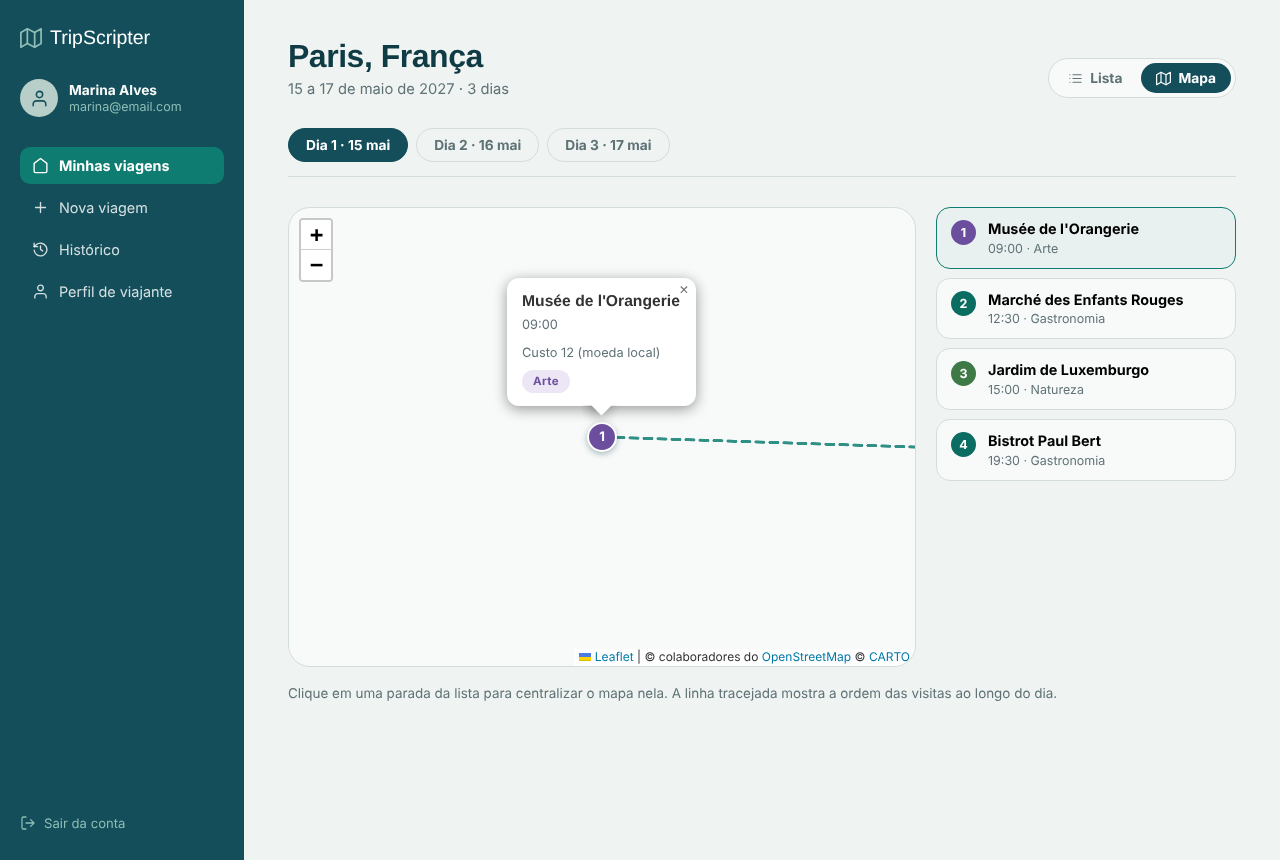 TripScripter
Marina Alves
marina@email.com
Minhas viagens
Nova viagem
Histórico
Perfil de viajante
Sair da conta
Paris, França
15 a 17 de maio de 2027 · 3 dias
Lista
Mapa
Dia 1 · 15 mai
Dia 2 · 16 mai
Dia 3 · 17 mai
+
−
×
Musée de l'Orangerie
09:00
Custo 12 (moeda local)
Arte
1
Leaflet | © colaboradores do OpenStreetMap © CARTO
1
Musée de l'Orangerie
09:00 · Arte
2
Marché des Enfants Rouges
12:30 · Gastronomia
3
Jardim de Luxemburgo
15:00 · Natureza
4
Bistrot Paul Bert
19:30 · Gastronomia
Clique em uma parada da lista para centralizar o mapa nela. A linha tracejada mostra a ordem das visitas ao longo do dia.